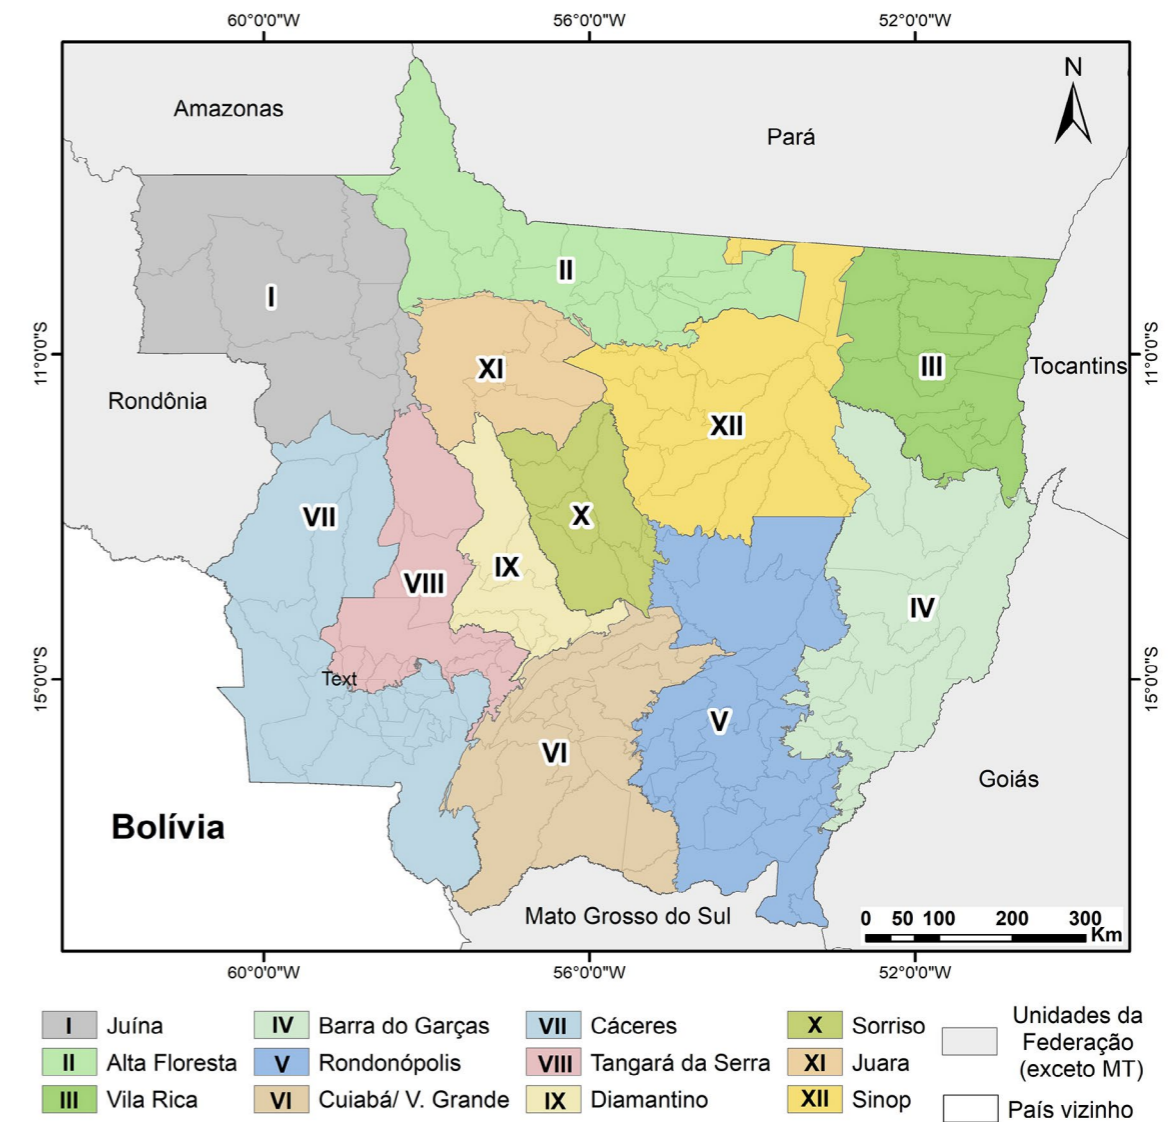 60°0'0"W 56°0'0"W 52°0'0"W
N
Amazonas
Pará
II
I
11°0'0"S
11°0'0"S
XI
III
Tocantins
Rondônia
XII
VII
X
IX
VIII
IV
15°0'0"S
15°0'0"S
Text
V
VI
Goiás
Bolívia
Mato Grosso do Sul
0 50 100 200 300
Km
60°0'0"W 56°0'0"W 52°0'0"W
I Juína
II Alta Floresta
III Vila Rica
IV Barra do Garças
V Rondonópolis
VI Cuiabá/ V. Grande
VII Cáceres
VIII Tangará da Serra
IX Diamantino
X Sorriso
XI Juara
XII Sinop
Unidades da
Federação
(exceto MT)
País vizinho